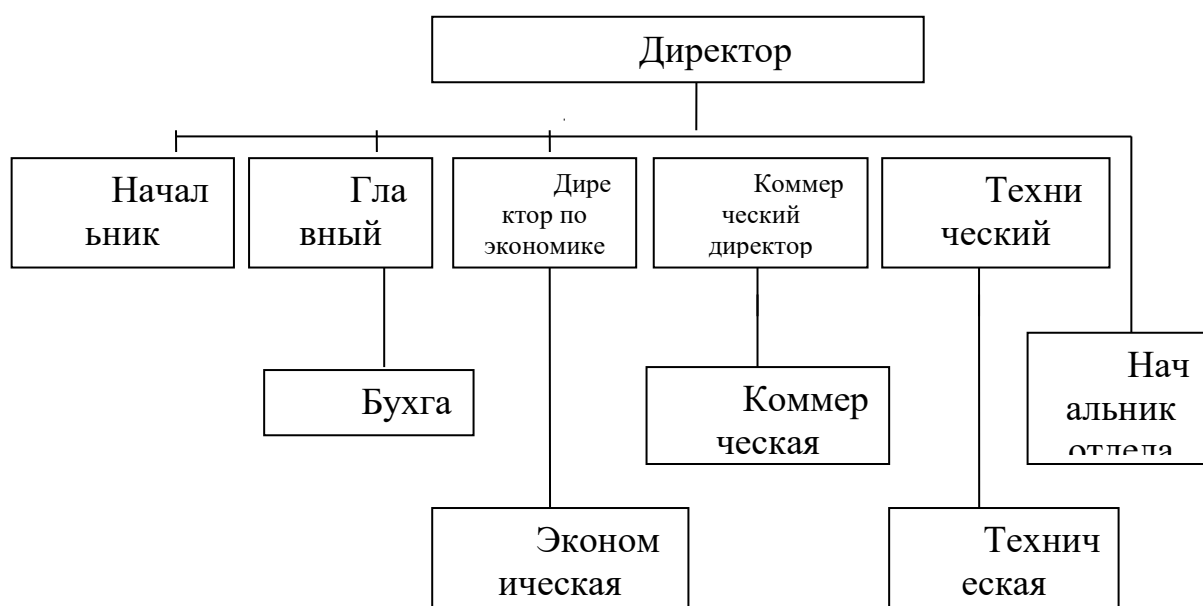 Директор
Начал
ьник
Гла
вный
Дире
ктор по
экономике
Коммер
ческий
директор
Техни
ческий
Нач
альник
отдела
Бухга
Коммер
ческая
Эконом
ическая
Технич
еская